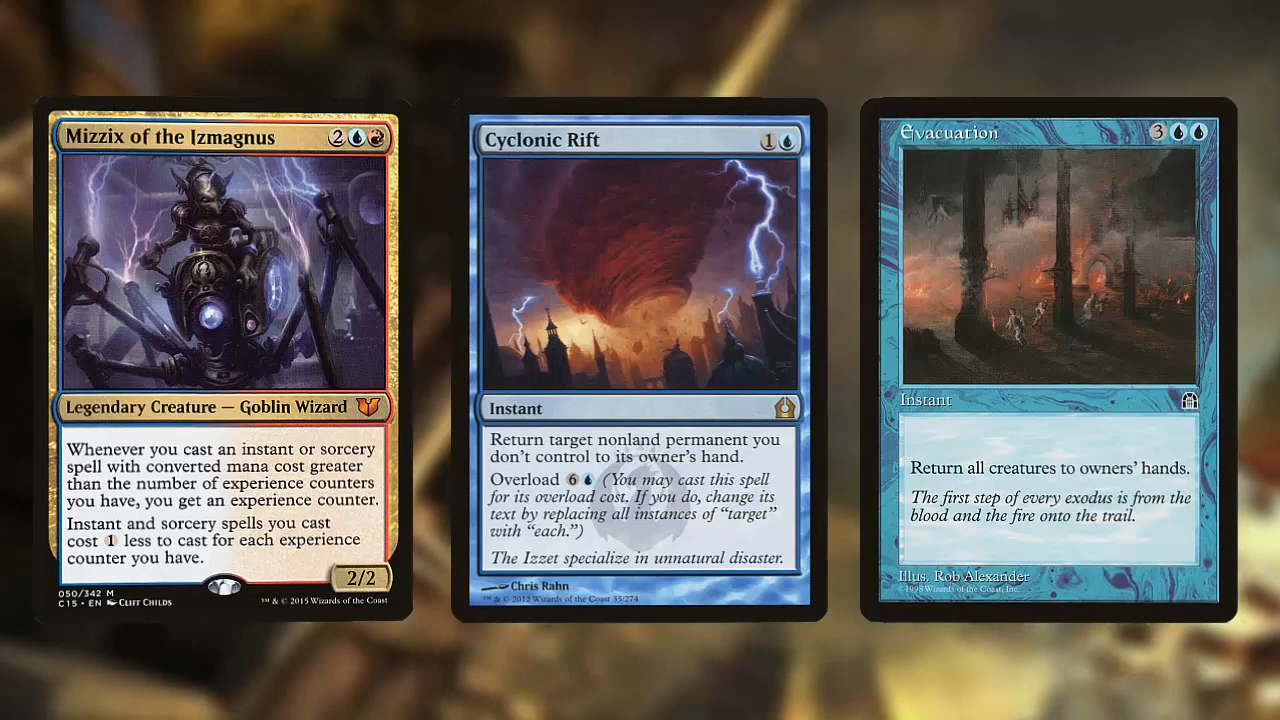 Mizzix of the Izmagnus 2
Legendary Creature — Goblin Wizard
Whenever you cast an instant or sorcery
spell with converted mana cost greater
than the number of experience counters
you have, you get an experience counter.
Instant and sorcery spells you cast
cost 1 less to cast for each experience
counter you have.
2/2
050/342 M
C15 • EN Cliff Childs
™ & © 2015 Wizards of the Coast
Cyclonic Rift 1
Instant
Return target nonland permanent you
don't control to its owner's hand.
Overload 6 (You may cast this spell
for its overload cost. If you do, change its
text by replacing all instances of “target”
with “each.”)
The Izzet specialize in unnatural disaster.
Chris Rahn
™ & © 2012 Wizards of the Coast 35/274
Evacuation 3
Instant
Return all creatures to owners' hands.
The first step of every exodus is from the
blood and the fire onto the trail.
Illus. Rob Alexander
©1998 Wizards of the Coast, Inc.